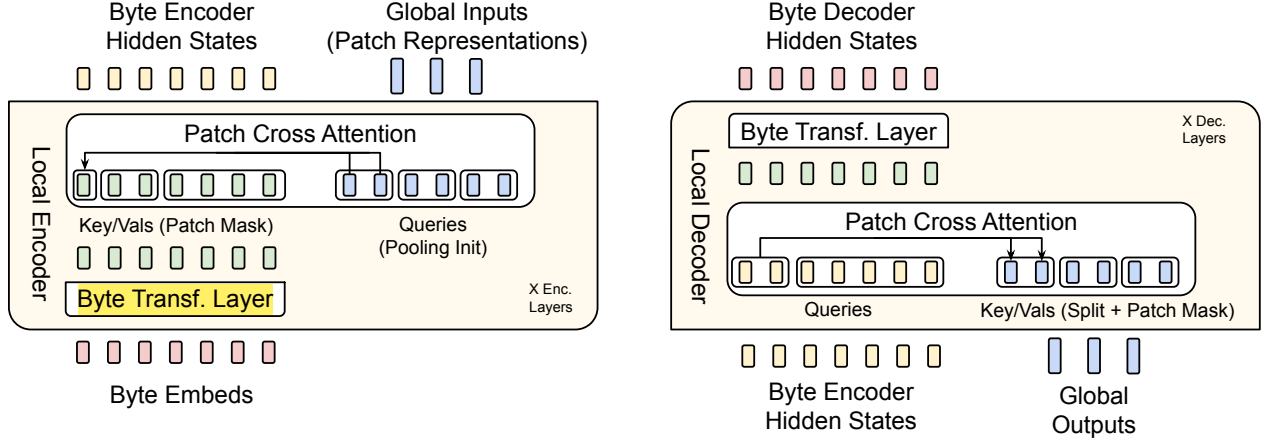 Byte Encoder
Hidden States
Global Inputs
(Patch Representations)
Local Encoder
Patch Cross Attention
Key/Vals (Patch Mask)
Queries
(Pooling Init)
Byte Transf. Layer
X Enc.
Layers
Byte Embeds
Byte Decoder
Hidden States
Local Decoder
Byte Transf. Layer
X Dec.
Layers
Patch Cross Attention
Queries
Key/Vals (Split + Patch Mask)
Byte Encoder
Hidden States
Global
Outputs